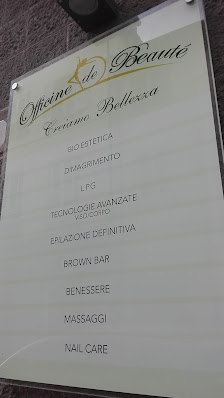 Officine de Beauté
Creiamo Bellezza
BIO ESTETICA
DIMAGRIMENTO
LPG
TECNOLOGIE AVANZATE
VISO/CORPO
EPILAZIONE DEFINITIVA
BROWN BAR
BENESSERE
MASSAGGI
NAIL CARE